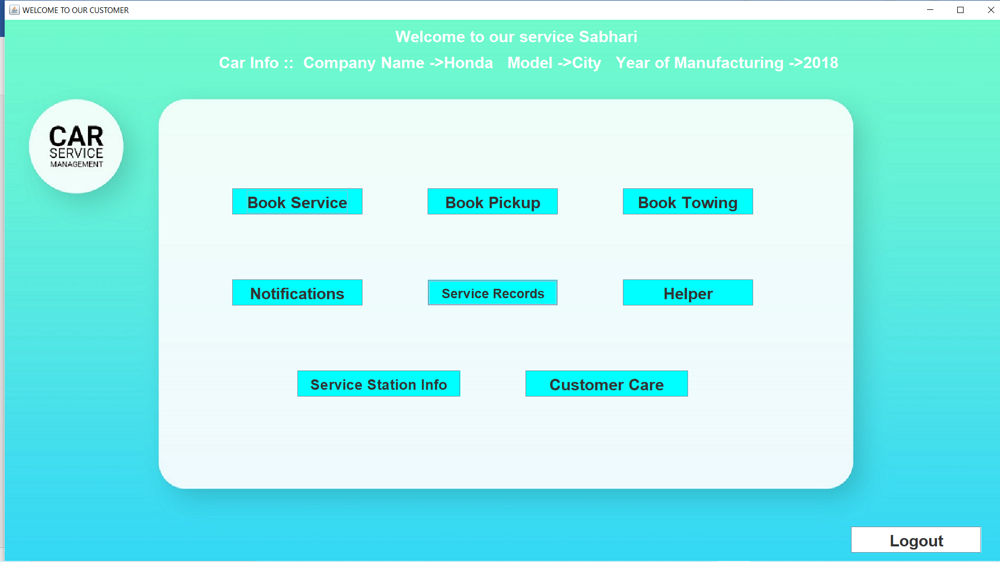 WELCOME TO OUR CUSTOMER
Welcome to our service Sabhari
Car Info ::  Company Name ->Honda   Model ->City   Year of Manufacturing ->2018
CAR
SERVICE
MANAGEMENT
Book Service
Book Pickup
Book Towing
Notifications
Service Records
Helper
Service Station Info
Customer Care
Logout